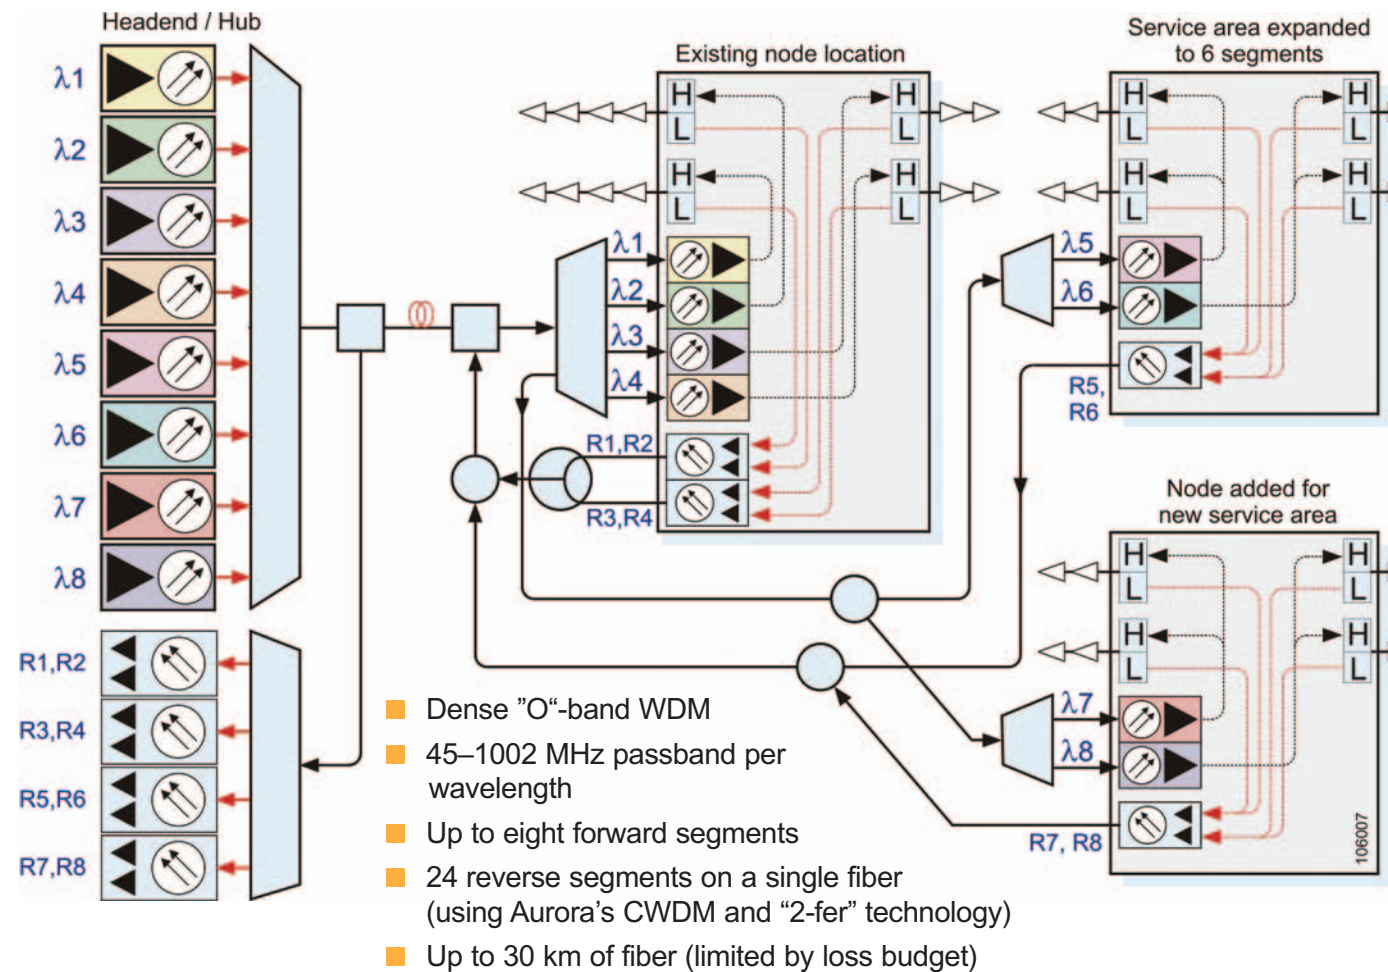 Headend / Hub
λ1
λ2
λ3
λ4
λ5
λ6
λ7
λ8
R1,R2
R3,R4
R5,R6
R7,R8
Existing node location
H
L
H
L
H
L
H
L
λ1
λ2
λ3
λ4
R1,R2
R3,R4
Service area expanded
to 6 segments
H
L
H
L
H
L
H
L
λ5
λ6
R5,
R6
Node added for
new service area
H
L
H
L
H
L
H
L
λ7
λ8
R7, R8
106007
Dense ”O“-band WDM
45–1002 MHz passband per
wavelength
Up to eight forward segments
24 reverse segments on a single fiber
(using Aurora’s CWDM and “2-fer” technology)
Up to 30 km of fiber (limited by loss budget)